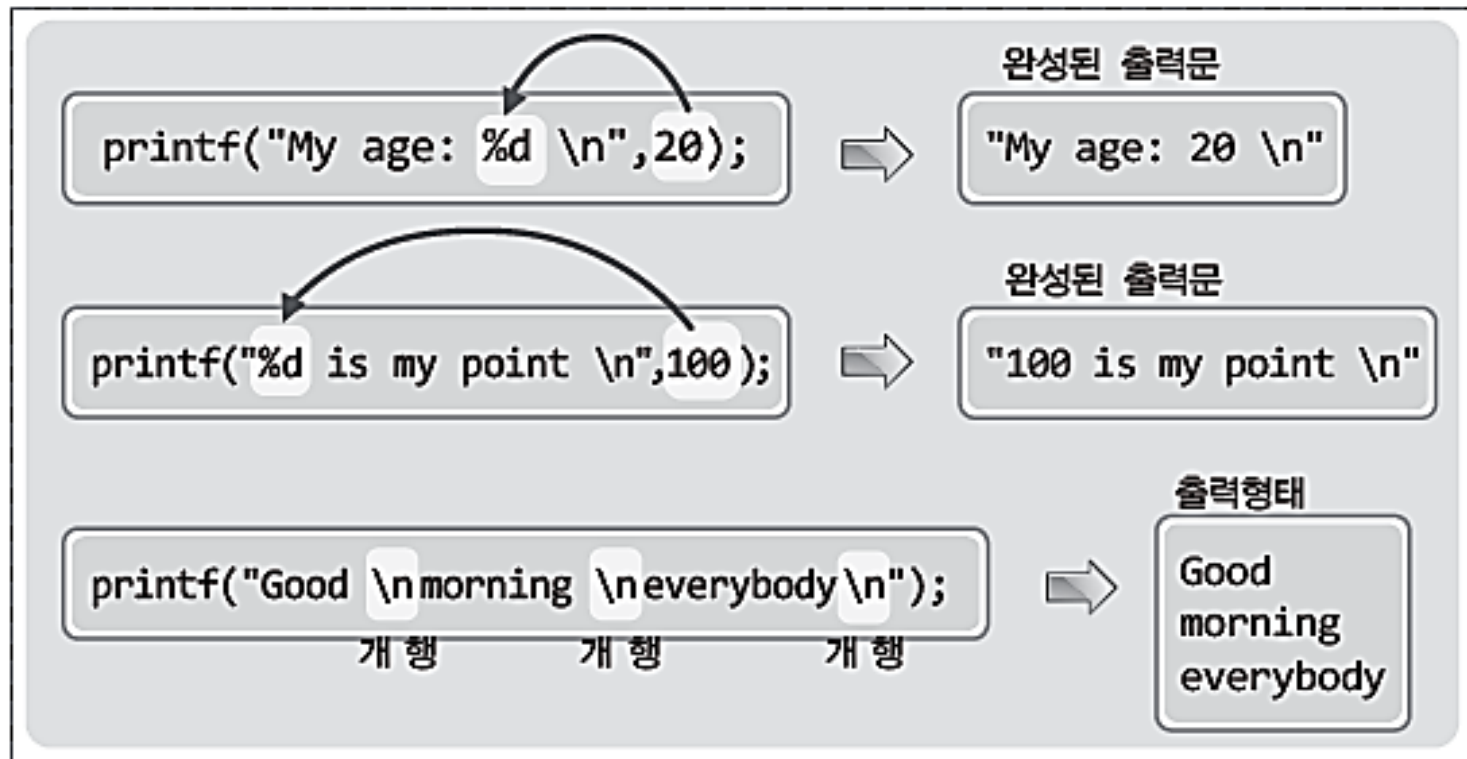 완성된 출력문
printf("My age: %d \n",20);
"My age: 20 \n"
완성된 출력문
printf("%d is my point \n",100);
"100 is my point \n"
출력형태
printf("Good \nmorning \neverybody\n");
개 행 개 행 개 행
Good
morning
everybody